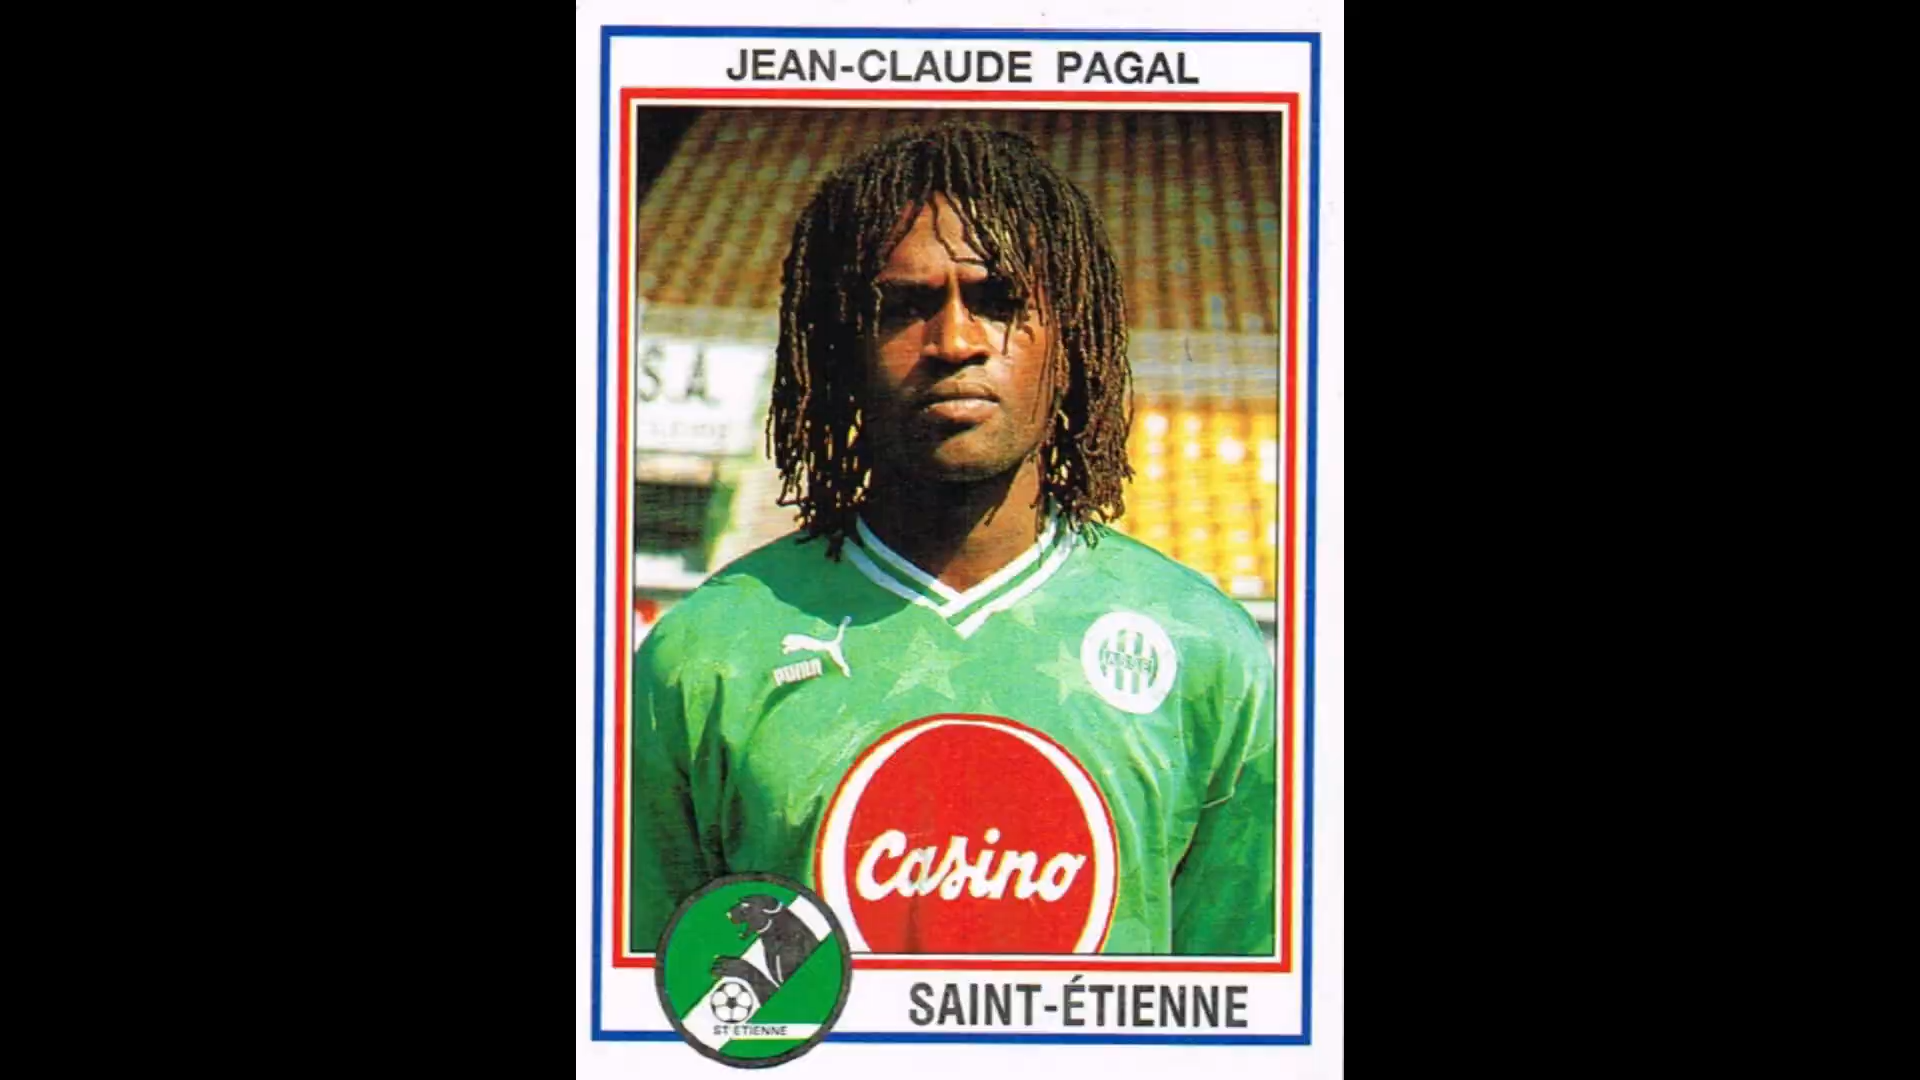 JEAN-CLAUDE PAGAL
S.A.
PUMA
A.S.S.E
Casino
ST ETIENNE
SAINT-ÉTIENNE